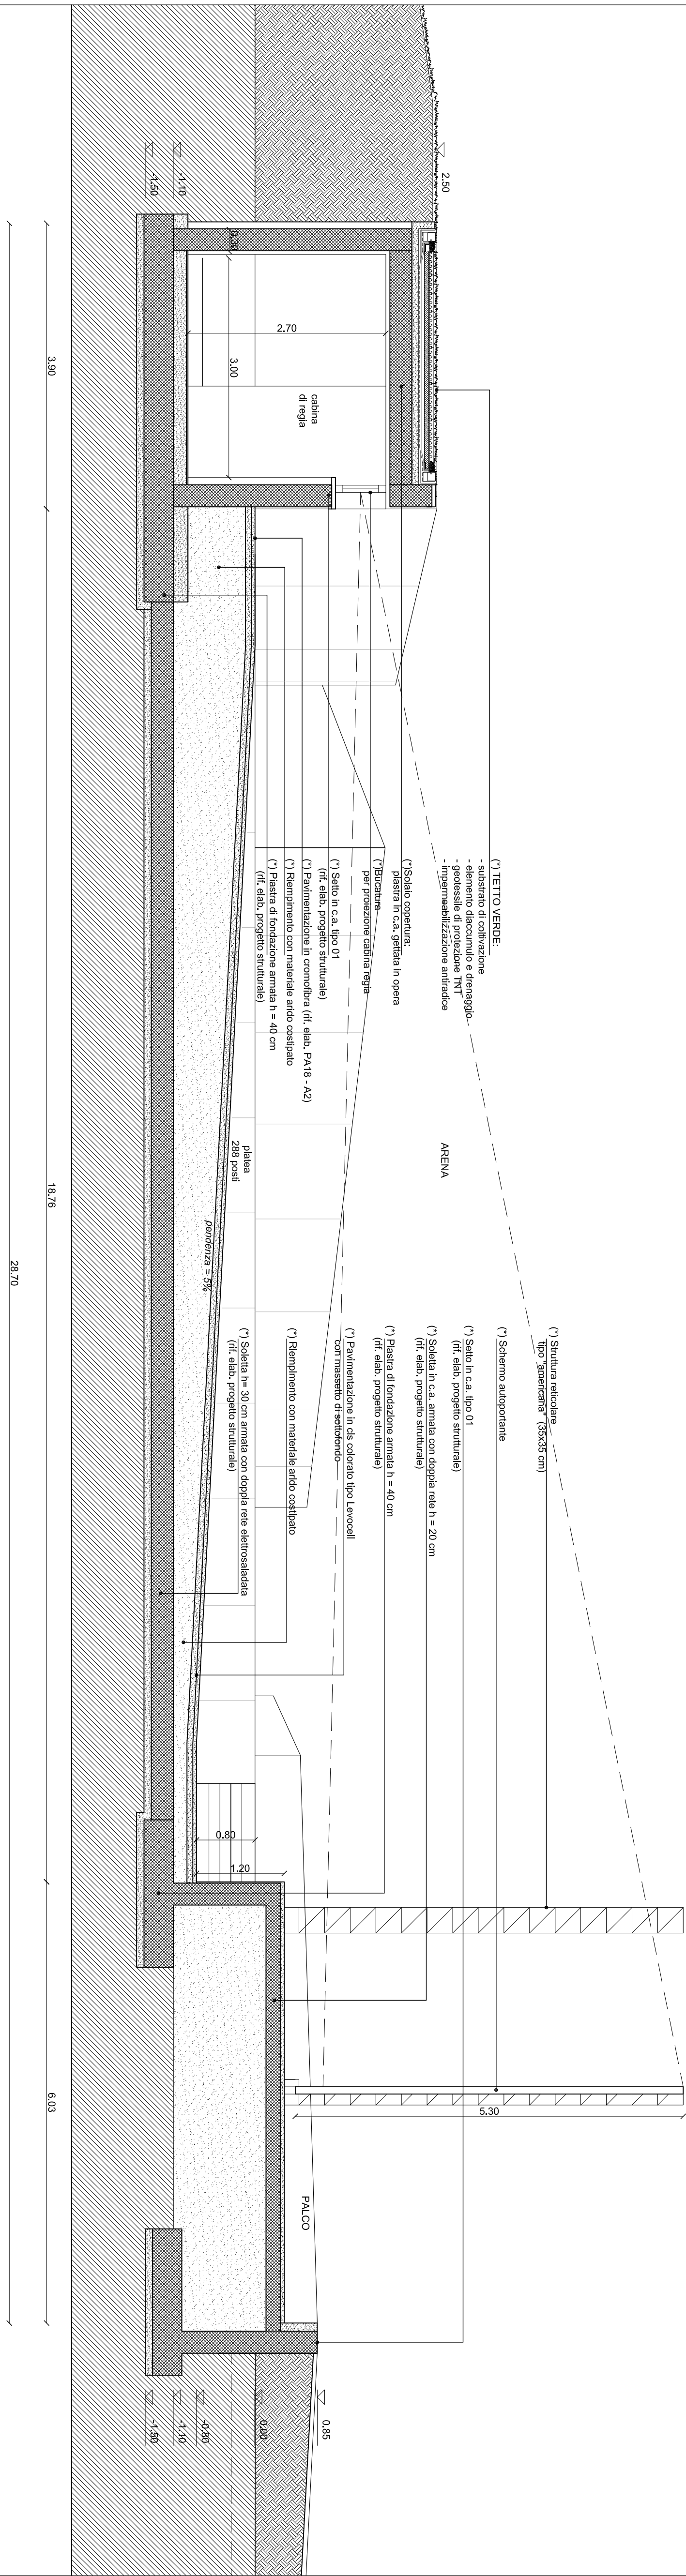 2.50
-1.10
-1.50
0.30
2.70
3.00
cabina
di regia
3.90
(*) TETTO VERDE:
- substrato di coltivazione
- elemento diaccumulo e drenaggio
- geotessile di protezione TNT
- impermeabilizzazione antiradice
(*)Solaio copertura:
piastra in c.a. gettata in opera
(*)Bucature
per proiezione cabina regia
(*) Setto in c.a. tipo 01
(rif. elab. progetto strutturale)
(*) Pavimentazione in cromofibra (rif. elab. PA18 - A2)
(*) Riempimento con materiale arido costipato
(*) Piastra di fondazione armata h = 40 cm
(rif. elab. progetto strutturale)
ARENA
platea
288 posti
pendenza = 5%
18.76
28.70
(*) Struttura reticolare
tipo "americana" (35x35 cm)
(*) Schermo autoportante
(*) Setto in c.a. tipo 01
(rif. elab. progetto strutturale)
(*) Soletta in c.a. armata con doppia rete h = 20 cm
(rif. elab. progetto strutturale)
(*) Piastra di fondazione armata h = 40 cm
(rif. elab. progetto strutturale)
(*) Pavimentazione in cls colorato tipo Levocell
con massetto di sottofondo
(*) Riempimento con materiale arido costipato
(*) Soletta h= 30 cm armata con doppia rete elettrosaladata
(rif. elab. progetto strutturale)
0.80
1.20
5.30
PALCO
6.03
0.85
0.00
-0.80
-1.10
-1.50